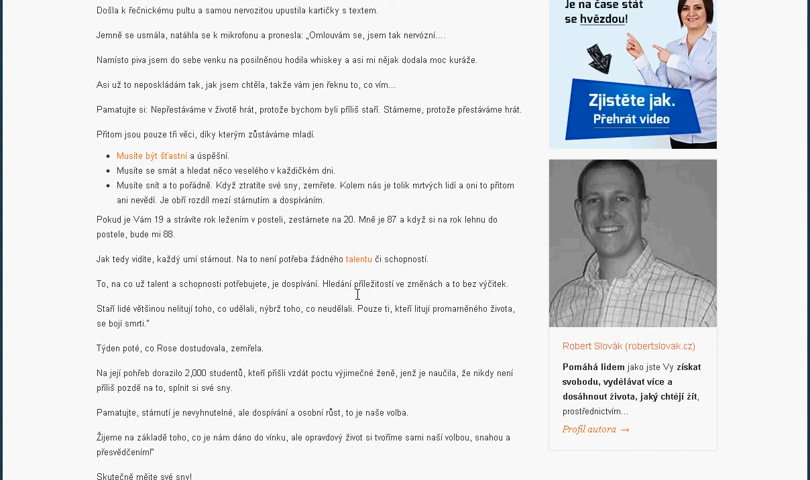 Došla k řečnickému pultu a samou nervozitou upustila kartičky s textem.
Jemně se usmála, natáhla se k mikrofonu a pronesla: „Omlouvám se, jsem tak nervózní....
Namísto piva jsem do sebe venku na posilněnou hodila whiskey a asi mi nějak dodala moc kuráže.
Asi už to neposkládám tak, jak jsem chtěla, takže vám jen řeknu to, co vím...
Pamatujte si: Nepřestáváme v životě hrát, protože bychom byli příliš staří. Stárneme, protože přestáváme hrát.
Přitom jsou pouze tři věci, díky kterým zůstáváme mladí.
Musíte být šťastní a úspěšní.
Musíte se smát a hledat něco veselého v každičkém dni.
Musíte snít a to pořádně. Když ztratíte své sny, zemřete. Kolem nás je tolik mrtvých lidí a oni to přitom
ani nevědí. Je obří rozdíl mezi stárnutím a dospíváním.
Pokud je Vám 19 a strávíte rok ležením v posteli, zestárnete na 20. Mně je 87 a když si na rok lehnu do
postele, bude mi 88.
Jak tedy vidíte, každý umí stárnout. Na to není potřeba žádného talentu či schopností.
To, na co už talent a schopnosti potřebujete, je dospívání. Hledání příležitostí ve změnách a to bez výčitek.
Staří lidé většinou nelitují toho, co udělali, nýbrž toho, co neudělali. Pouze ti, kteří litují promarněného života,
se bojí smrti."
Týden poté, co Rose dostudovala, zemřela.
Na její pohřeb dorazilo 2,000 studentů, kteří přišli vzdát poctu výjimečné ženě, jenž je naučila, že nikdy není
příliš pozdě na to, splnit si své sny.
Pamatujte, stárnutí je nevyhnutelné, ale dospívání a osobní růst, to je naše volba.
Žijeme na základě toho, co je nám dáno do vínku, ale opravdový život si tvoříme sami naší volbou, snahou a
přesvědčením!"
Skutečně mějte své sny!
Je na čase stát
se hvězdou!
Zjistěte jak.
Přehrát video
Robert Slovák (robertslovak.cz)
Pomáhá lidem jako jste Vy získat
svobodu, vydělávat více a
dosáhnout života, jaký chtějí žít,
prostřednictvím...
Profil autora →